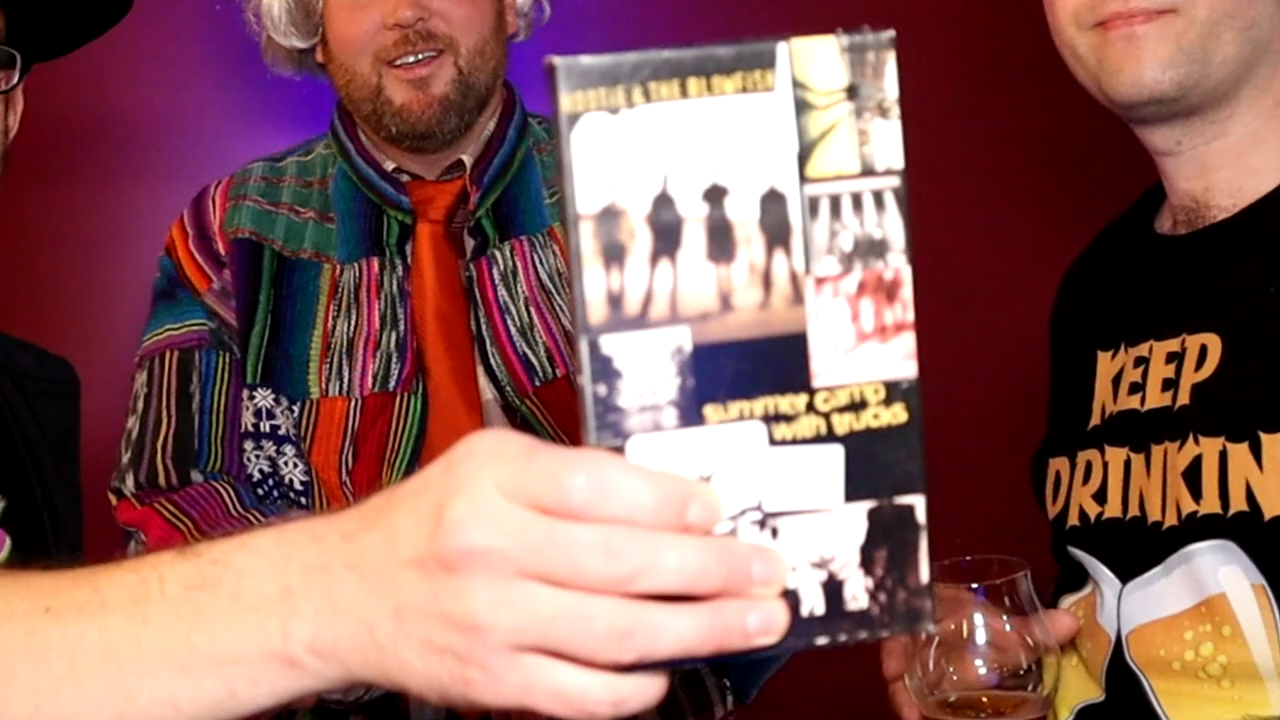 HOOTIE & THE BLOWFISH
summer camp
with trucks
KEEP
DRINKIN